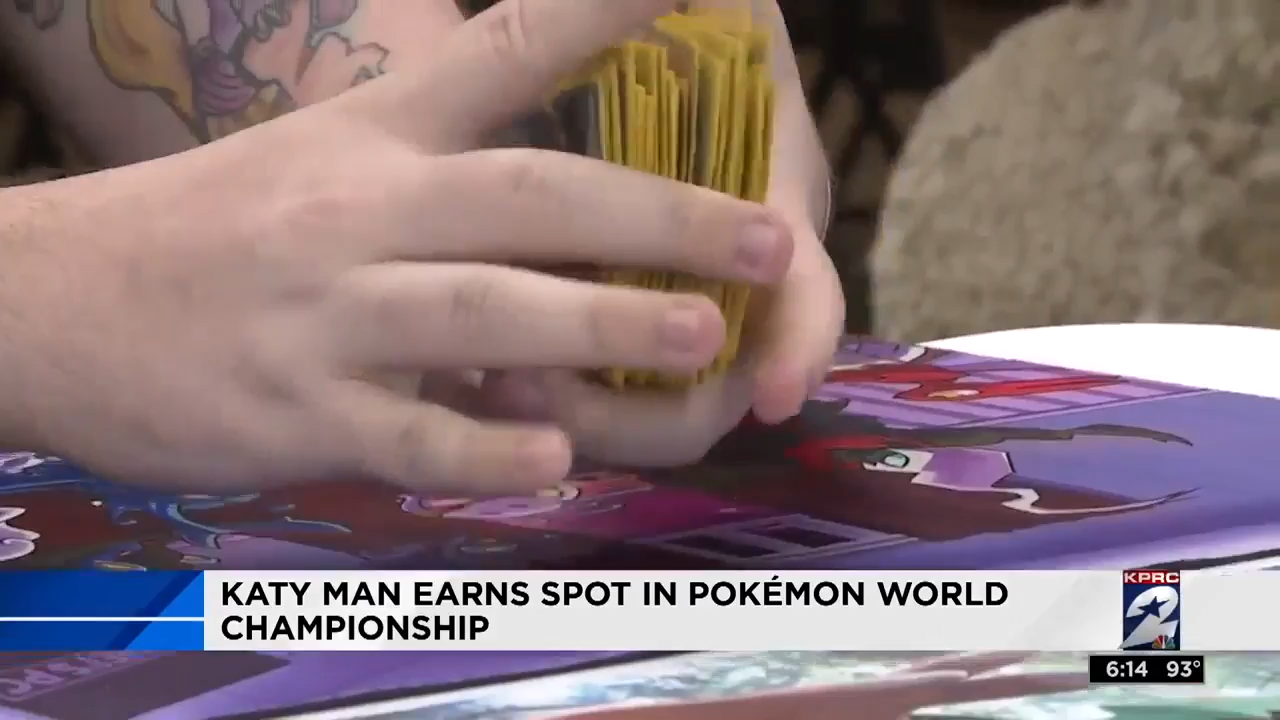 KATY MAN EARNS SPOT IN POKÉMON WORLD
CHAMPIONSHIP
KPRC
2
6:14 93°